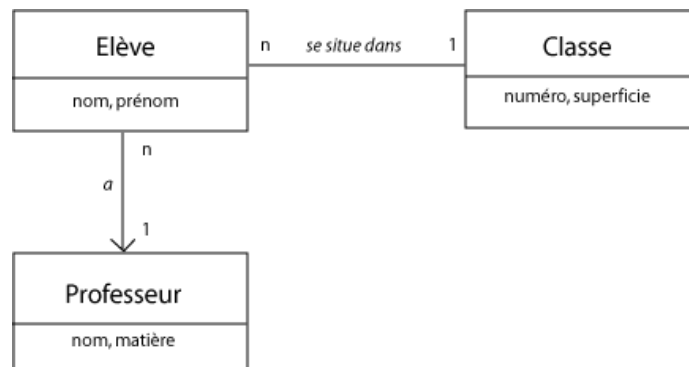 Elève
n se situe dans 1
Classe
nom, prénom
numéro, superficie
n
a
1
Professeur
nom, matière